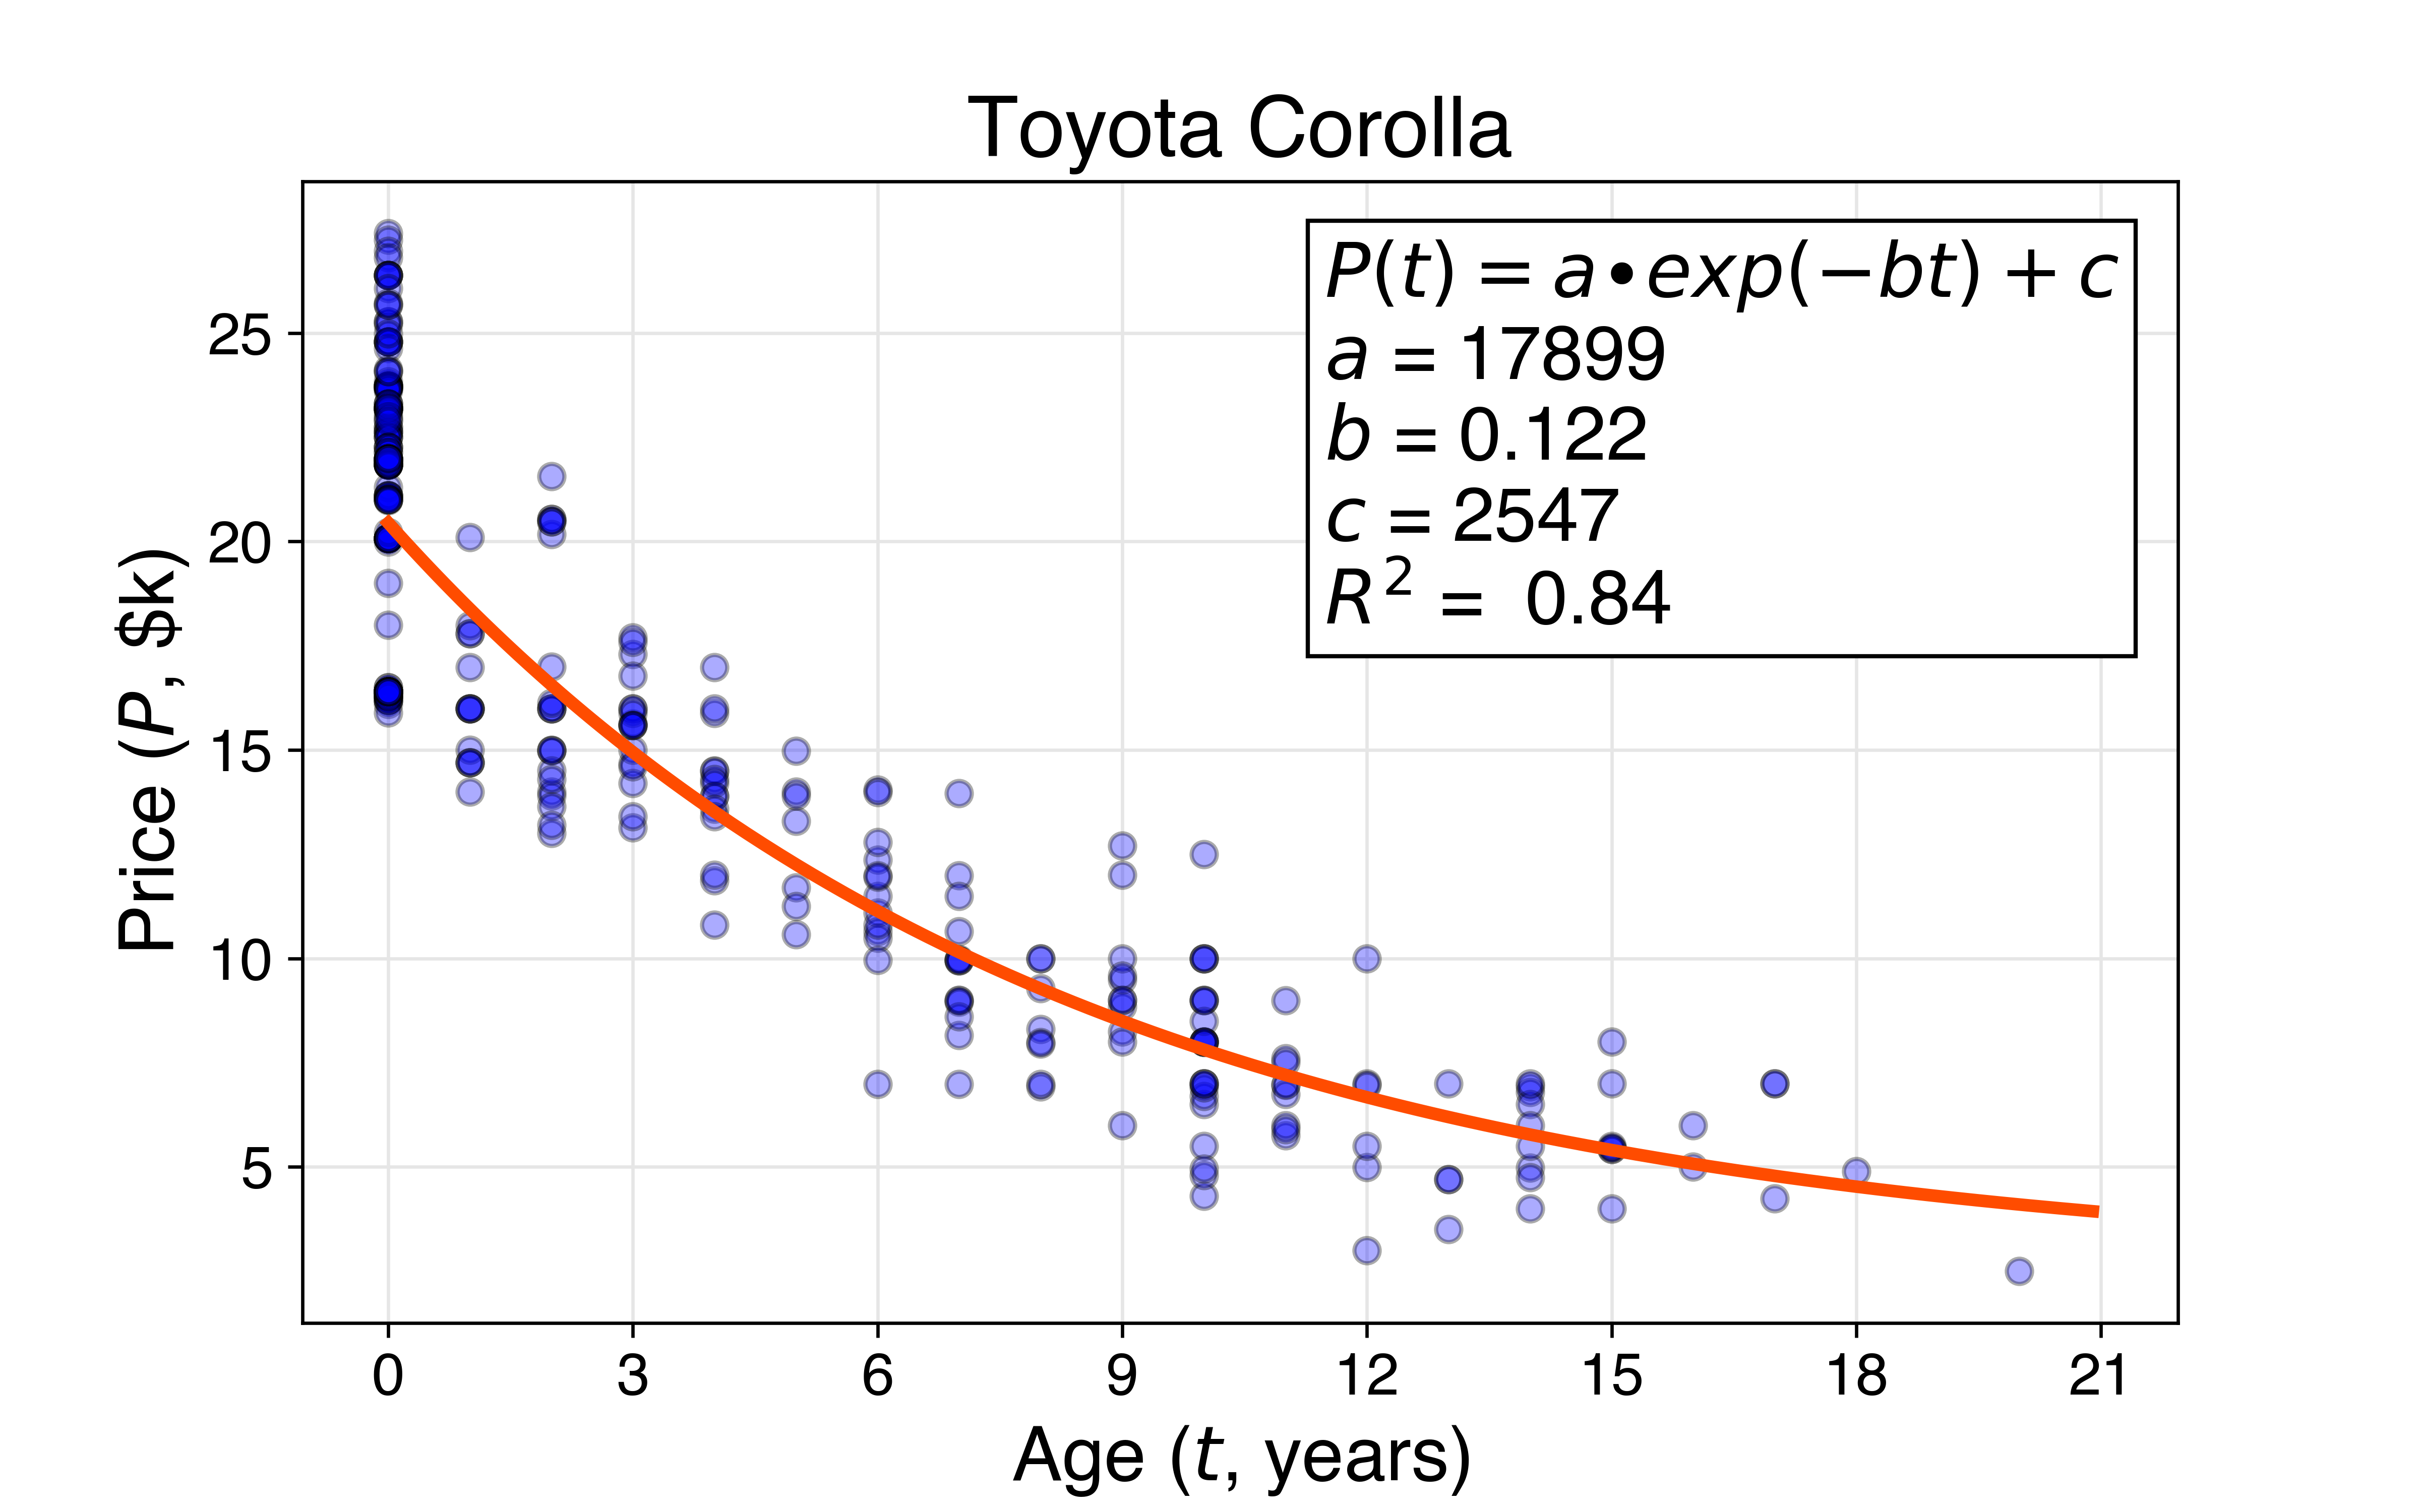 Toyota Corolla
P(t) = a•exp(−bt) + c
a = 17899
b = 0.122
c = 2547
R² = 0.84
Price (P, $k)
25
20
15
10
5
0 3 6 9 12 15 18 21
Age (t, years)